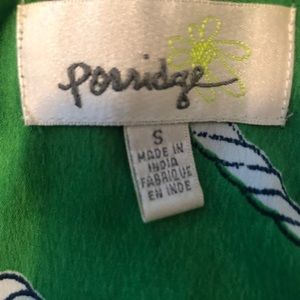 Porridge
S
MADE IN
INDIA
FABRIQUE
EN INDE